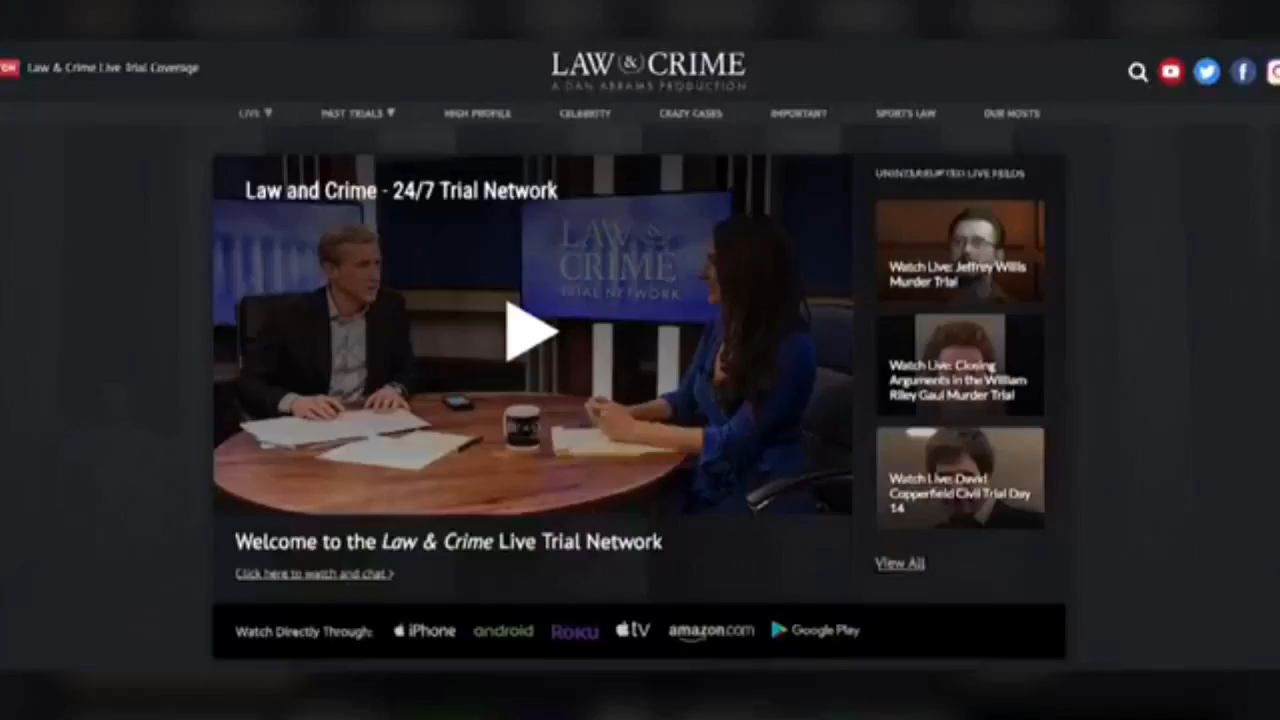 Law & Crime Live Trial Coverage
LAW & CRIME
A DAN ABRAMS PRODUCTION
LIVE PAST TRIALS HIGH PROFILE CELEBRITY CRAZY CASES IMPORTANT SPORTS LAW OUR HOSTS
Law and Crime - 24/7 Trial Network
LAW &
CRIME
TRIAL NETWORK
UNINTERRUPTED LIVE FEEDS
Watch Live: Jeffrey Willis
Murder Trial
Watch Live: Closing
Arguments in the William
Riley Gaul Murder Trial
Watch Live: David
Copperfield Civil Trial Day
14
View All
Welcome to the Law & Crime Live Trial Network
Click here to watch and chat >
Watch Directly Through: iPhone android Roku tv amazon.com Google Play